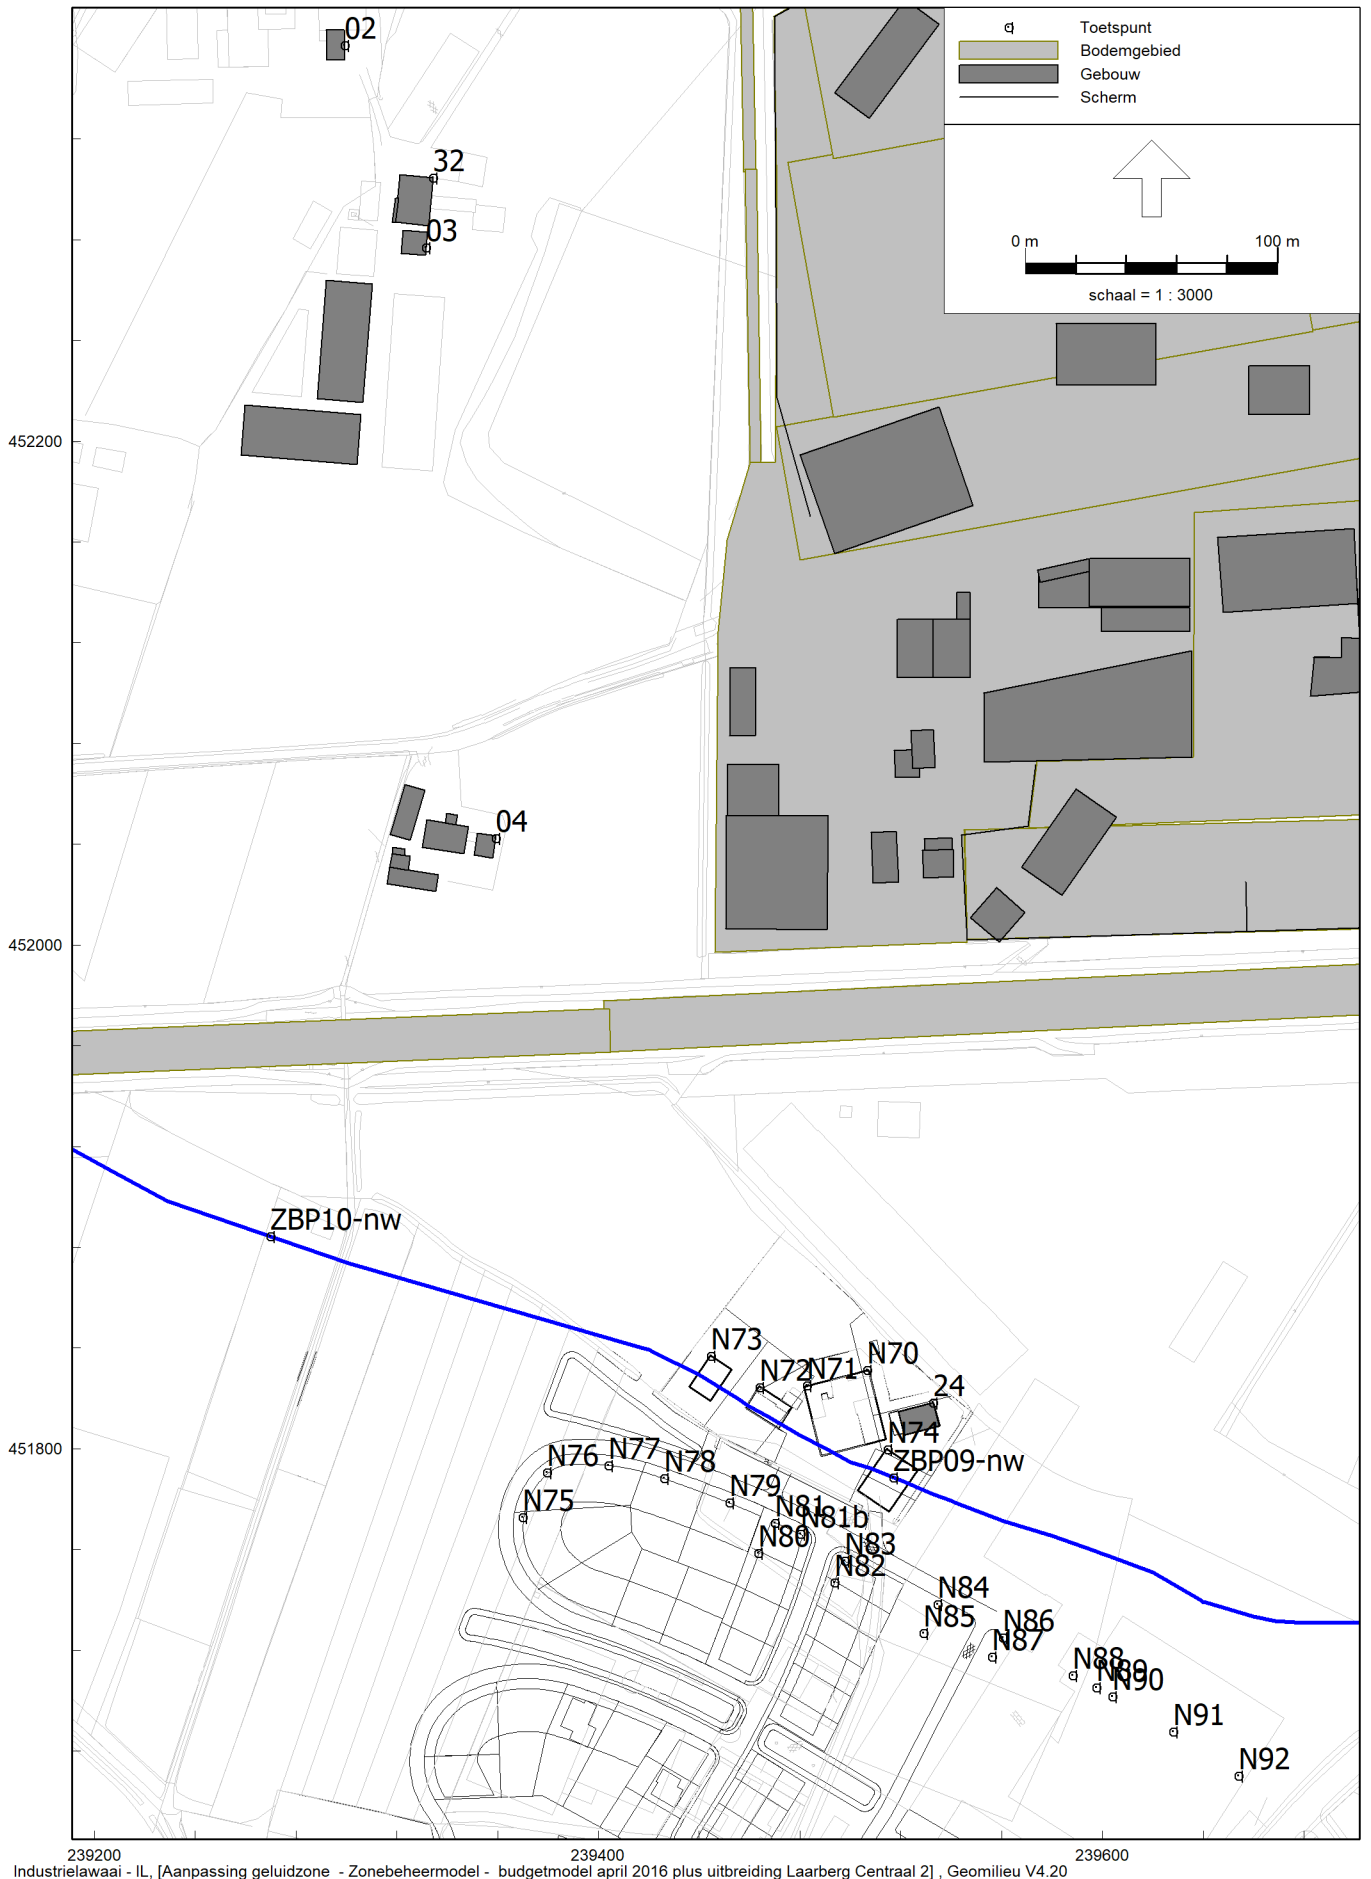 02
Toetspunt
Bodemgebied
Gebouw
Scherm
32
03
0 m
100 m
schaal = 1 : 3000
452200
04
452000
ZBP10-nw
N73
N72
N71
N70
24
N74
ZBP09-nw
451800
N76
N77
N78
N75
N79
N81
N81b
N80
N83
N82
N84
N85
N86
N87
N88
N89
N90
N91
N92
239200
239400
239600
Industrielawaai - IL, [Aanpassing geluidzone - Zonebeheermodel - budgetmodel april 2016 plus uitbreiding Laarberg Centraal 2] , Geomilieu V4.20